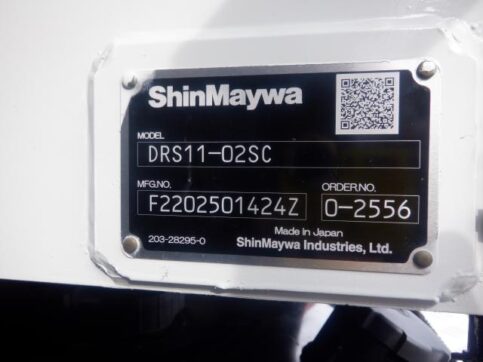 ShinMaywa
MODEL
DRS11-02SC
MFG.NO. ORDER.NO.
F2202501424Z 0-2556
Made in Japan
203-28295-0 ShinMaywa Industries, Ltd.